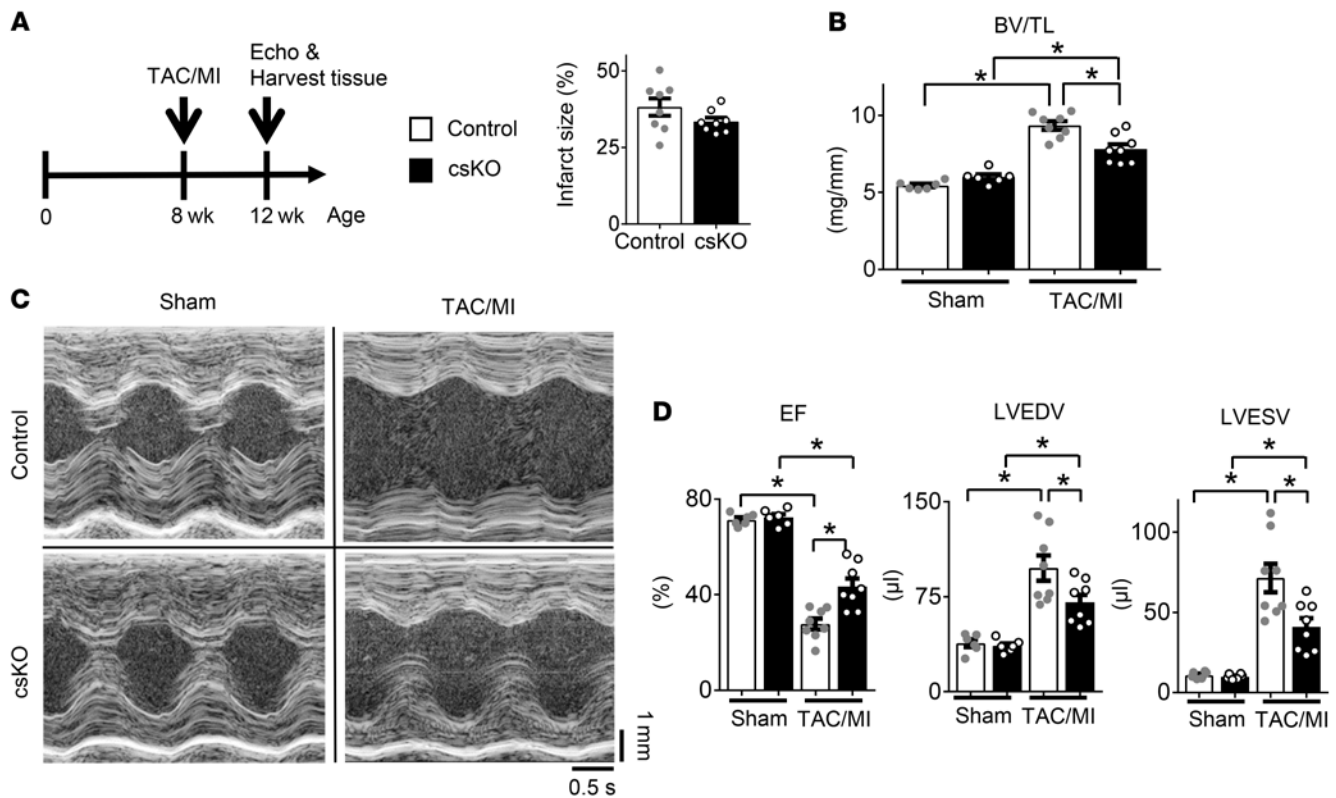 A
TAC/MI
Echo &
Harvest tissue
0
8 wk
12 wk
Age
Control
csKO
Infarct size (%)
50
25
0
Control
csKO
B
BV/TL
*
*
*
(mg/mm)
10
5
0
Sham
TAC/MI
C
Sham
TAC/MI
Control
csKO
1 mm
0.5 s
D
EF
*
*
*
(%)
80
40
0
Sham
TAC/MI
LVEDV
*
*
*
(µl)
150
75
0
Sham
TAC/MI
LVESV
*
*
*
(µl)
100
50
0
Sham
TAC/MI